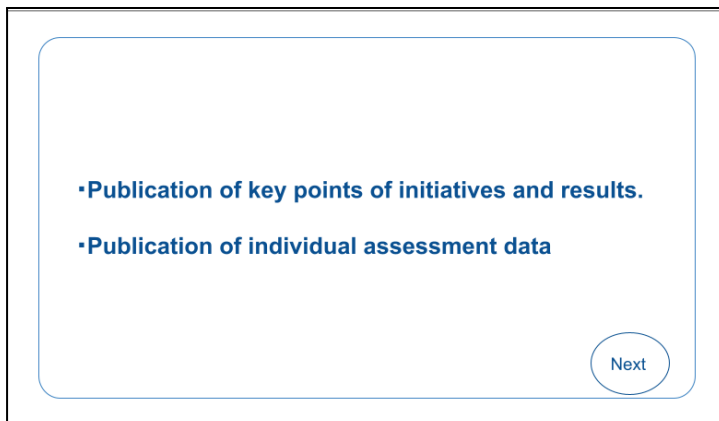 ・Publication of key points of initiatives and results.
・Publication of individual assessment data
Next